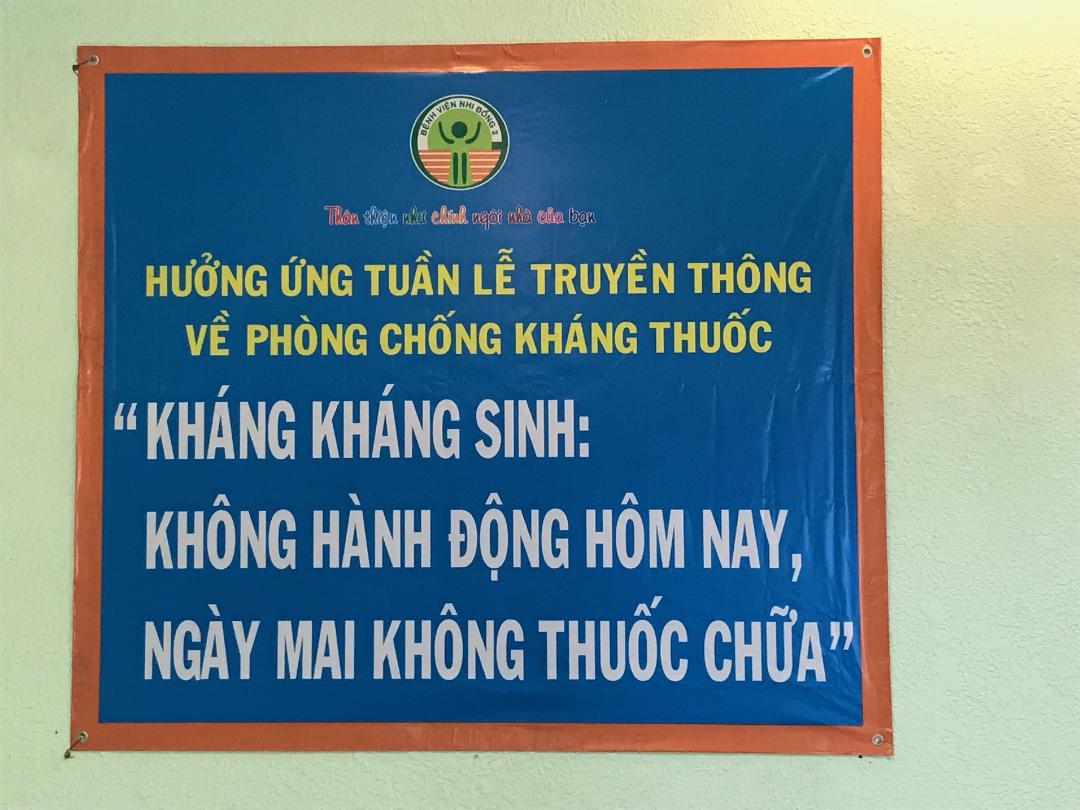 BỆNH VIỆN NHI ĐỒNG 2
Thân thiện như chính ngôi nhà của bạn
HƯỞNG ỨNG TUẦN LỄ TRUYỀN THÔNG
VỀ PHÒNG CHỐNG KHÁNG THUỐC
“KHÁNG KHÁNG SINH:
KHÔNG HÀNH ĐỘNG HÔM NAY,
NGÀY MAI KHÔNG THUỐC CHỮA”